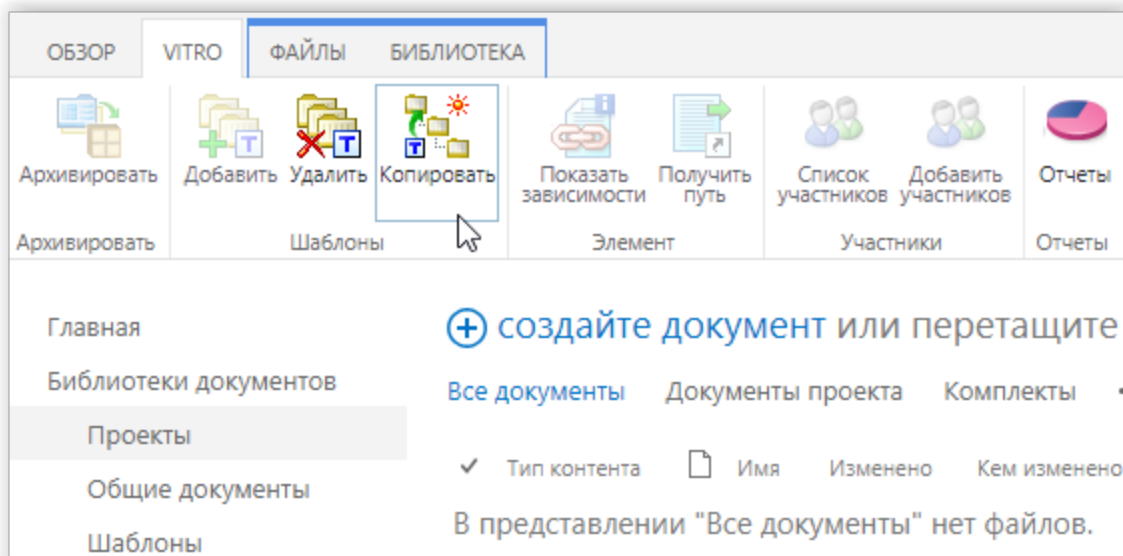 ОБЗОР VITRO ФАЙЛЫ БИБЛИОТЕКА
Архивировать Добавить Удалить Копировать Показать зависимости Получить путь Список участников Добавить участников Отчеты
Архивировать Шаблоны Элемент Участники Отчеты
Главная
создайте документ или перетащите
Библиотеки документов
Все документы Документы проекта Комплекты
Проекты
Тип контента Имя Изменено Кем изменено
Общие документы
В представлении "Все документы" нет файлов.
Шаблоны